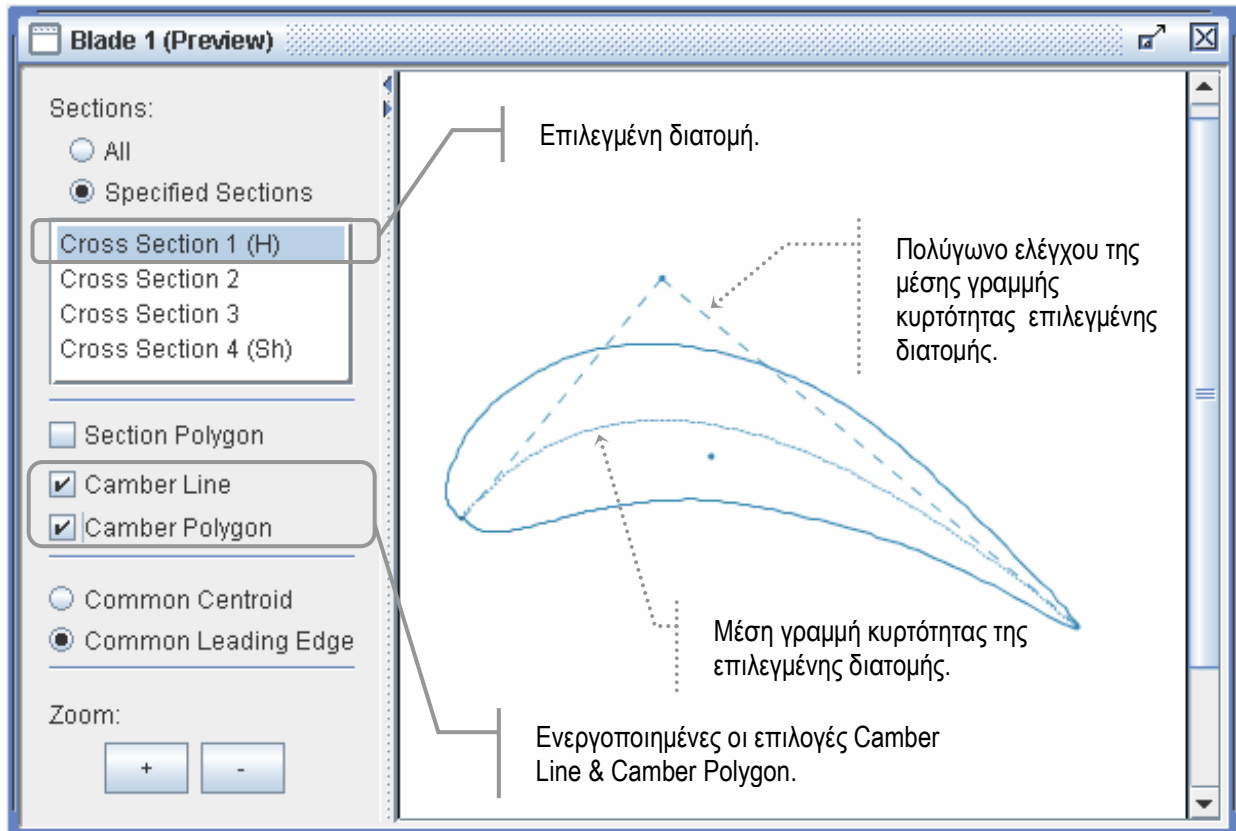 Blade 1 (Preview)
Sections:
All
Specified Sections
Cross Section 1 (H)
Cross Section 2
Cross Section 3
Cross Section 4 (Sh)
Section Polygon
Camber Line
Camber Polygon
Common Centroid
Common Leading Edge
Zoom:
+
-
Επιλεγμένη διατομή.
Πολύγωνο ελέγχου της
μέσης γραμμής
κυρτότητας επιλεγμένης
διατομής.
Μέση γραμμή κυρτότητας της
επιλεγμένης διατομής.
Ενεργοποιημένες οι επιλογές Camber
Line & Camber Polygon.